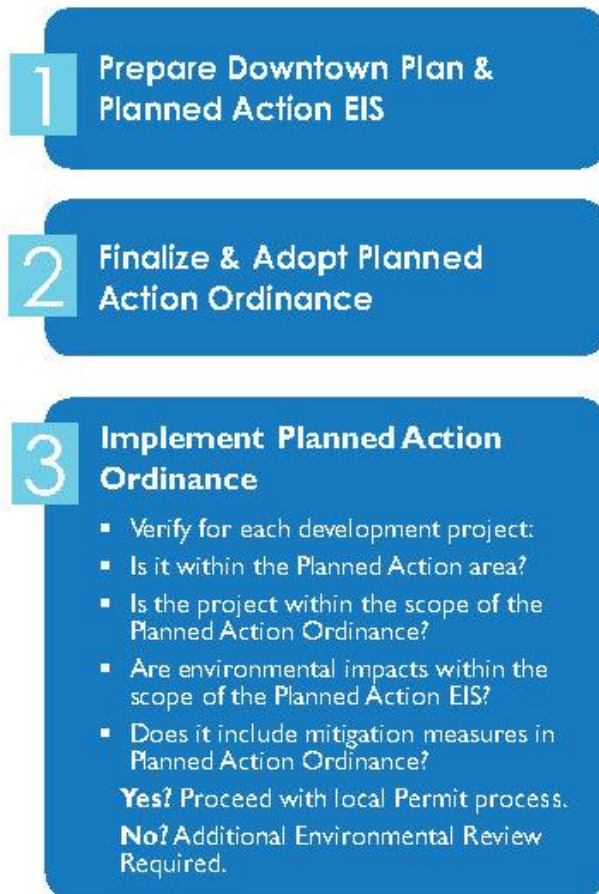 1
Prepare Downtown Plan &
Planned Action EIS
2
Finalize & Adopt Planned
Action Ordinance
3
Implement Planned Action
Ordinance
▪ Verify for each development project:
▪ Is it within the Planned Action area?
▪ Is the project within the scope of the
Planned Action Ordinance?
▪ Are environmental impacts within the
scope of the Planned Action EIS?
▪ Does it include mitigation measures in
Planned Action Ordinance?
Yes? Proceed with local Permit process.
No? Additional Environmental Review
Required.